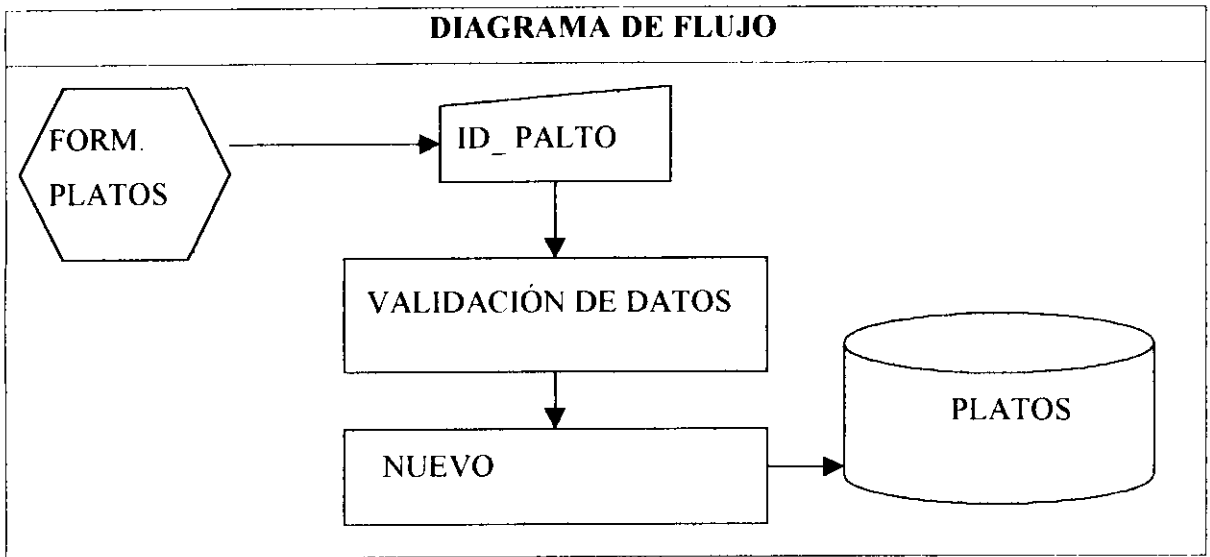 DIAGRAMA DE FLUJO
FORM.
PLATOS
ID_ PALTO
VALIDACIÓN DE DATOS
NUEVO
PLATOS